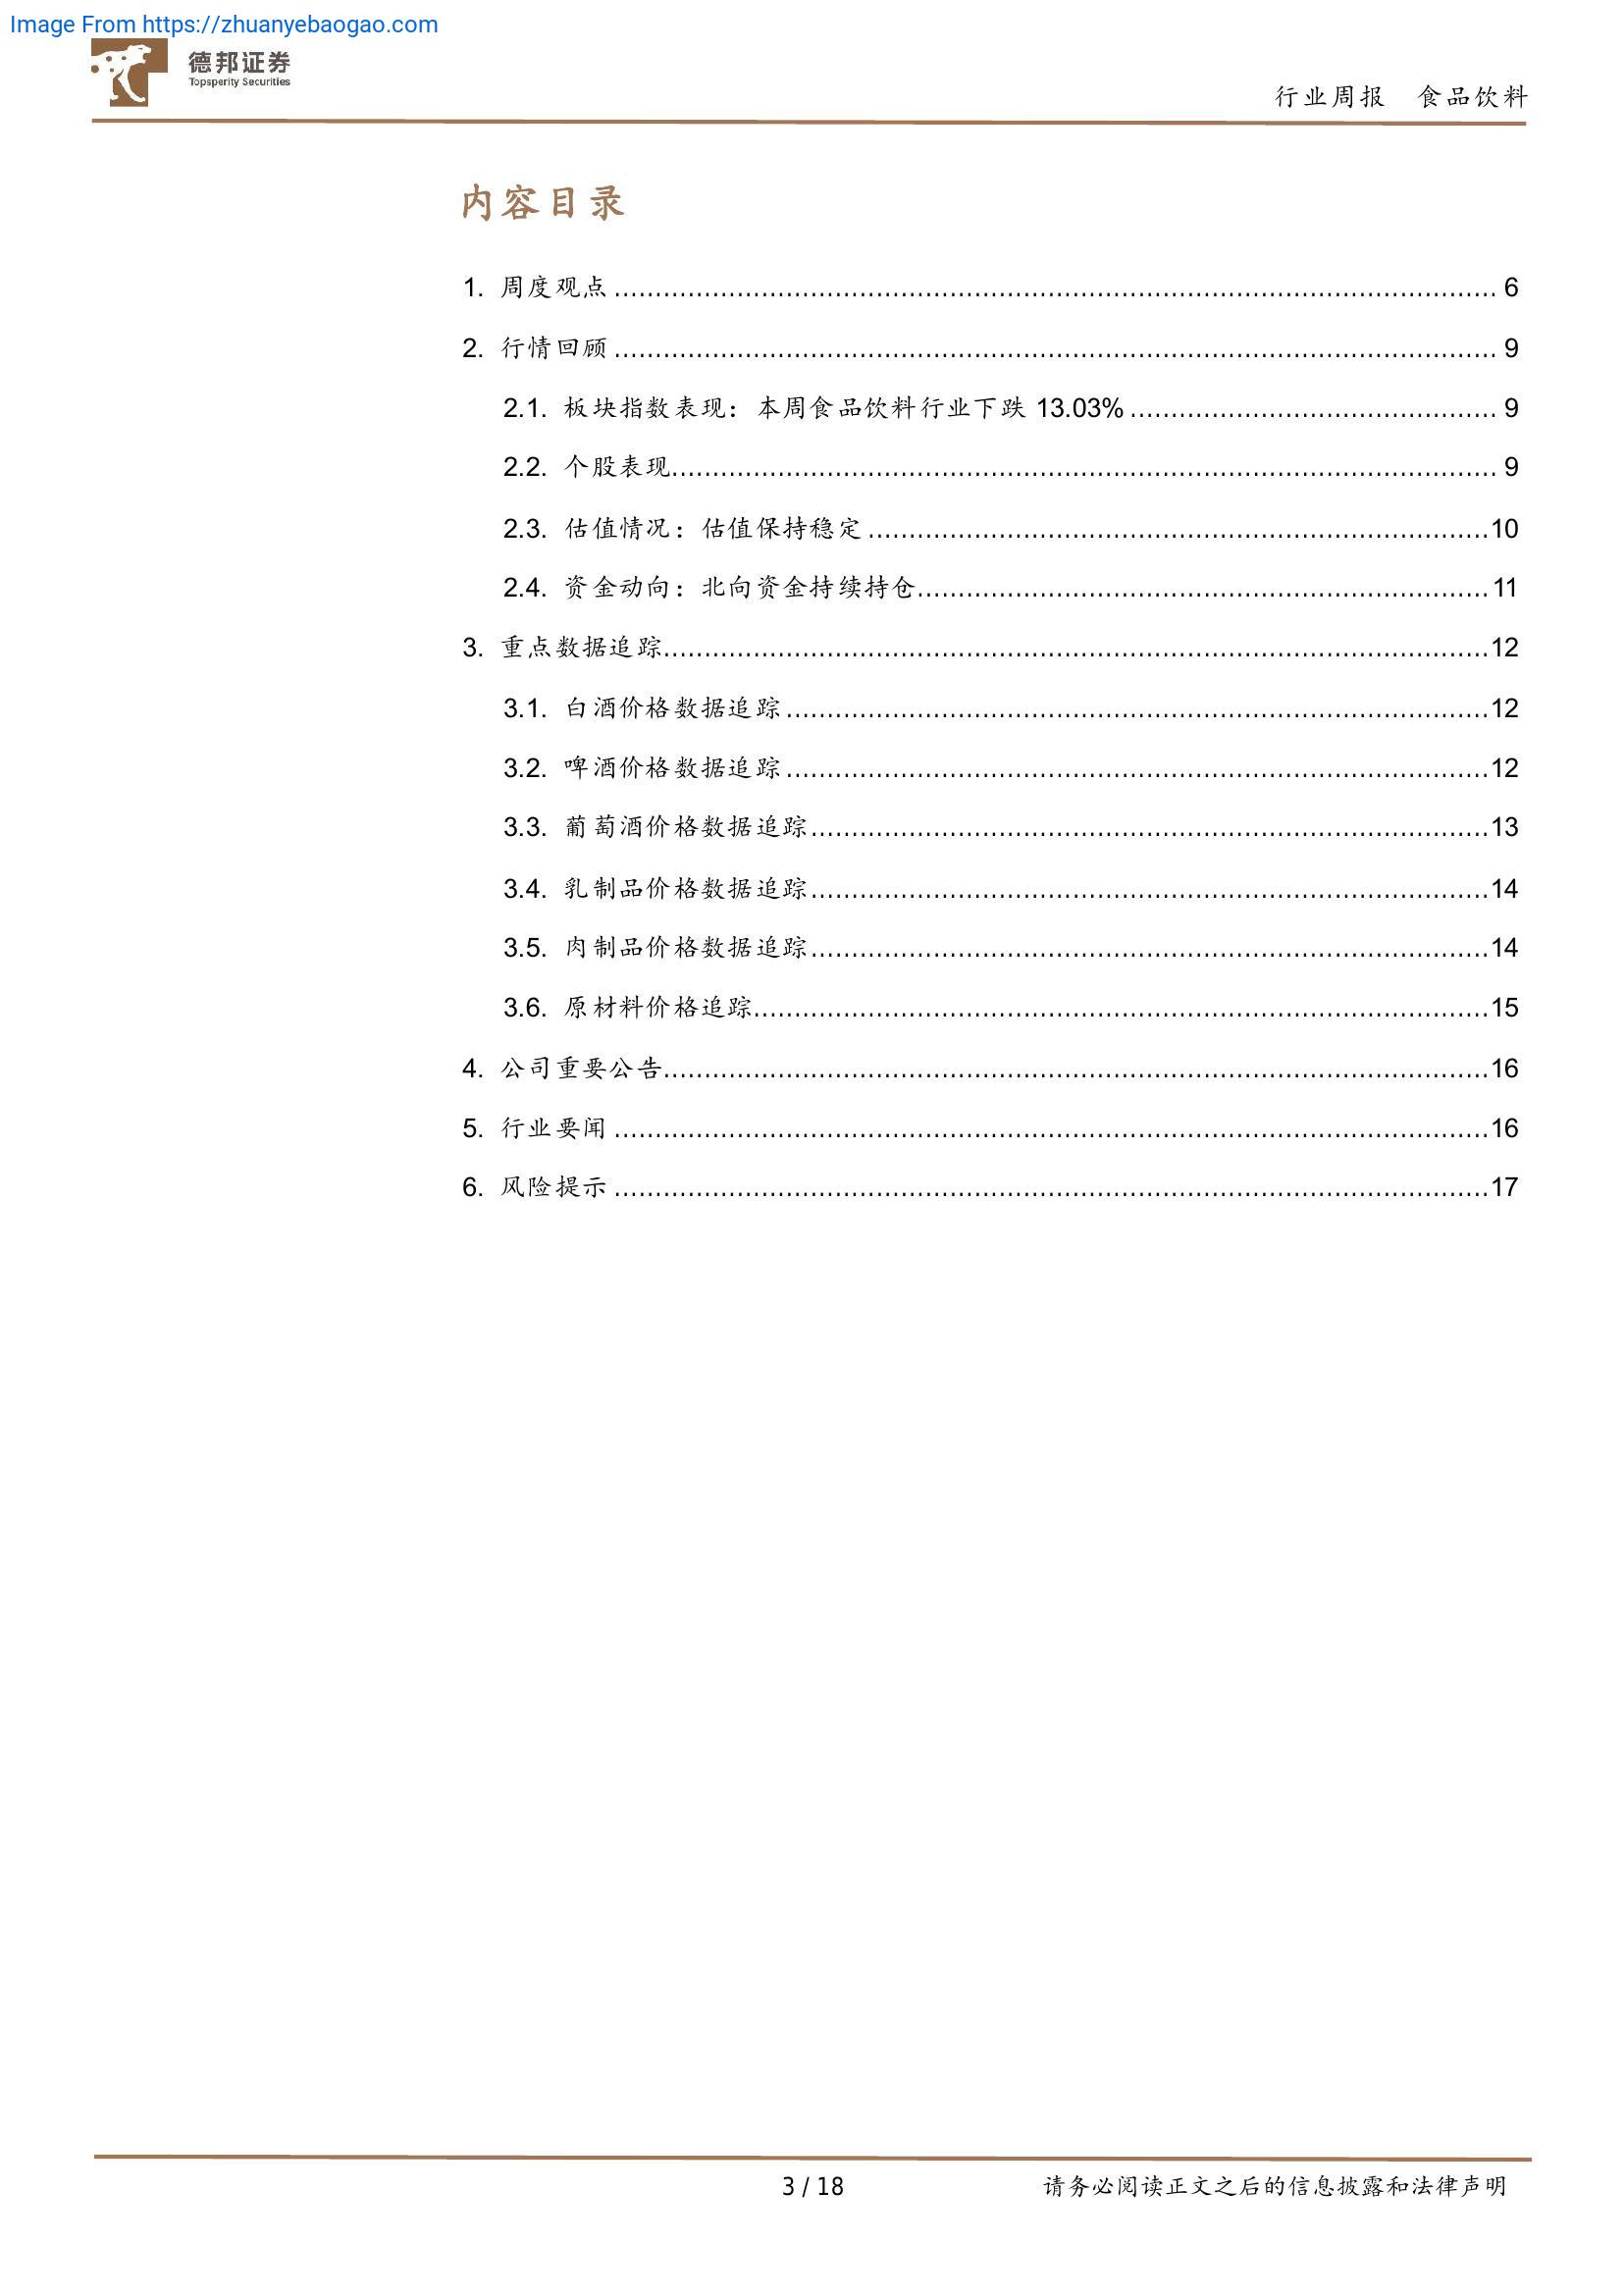 Image From https://zhuanyebaogao.com
德邦证券
Topsperity Securities
行业周报 食品饮料
内容目录
1. 周度观点 ........................................ 6
2. 行情回顾 ........................................ 9
2.1. 板块指数表现：本周食品饮料行业下跌 13.03% ........................................ 9
2.2. 个股表现........................................ 9
2.3. 估值情况：估值保持稳定 ........................................10
2.4. 资金动向：北向资金持续持仓........................................11
3. 重点数据追踪........................................12
3.1. 白酒价格数据追踪 ........................................12
3.2. 啤酒价格数据追踪 ........................................12
3.3. 葡萄酒价格数据追踪........................................13
3.4. 乳制品价格数据追踪........................................14
3.5. 肉制品价格数据追踪........................................14
3.6. 原材料价格追踪........................................15
4. 公司重要公告........................................16
5. 行业要闻 ........................................16
6. 风险提示 ........................................17
3 / 18
请务必阅读正文之后的信息披露和法律声明